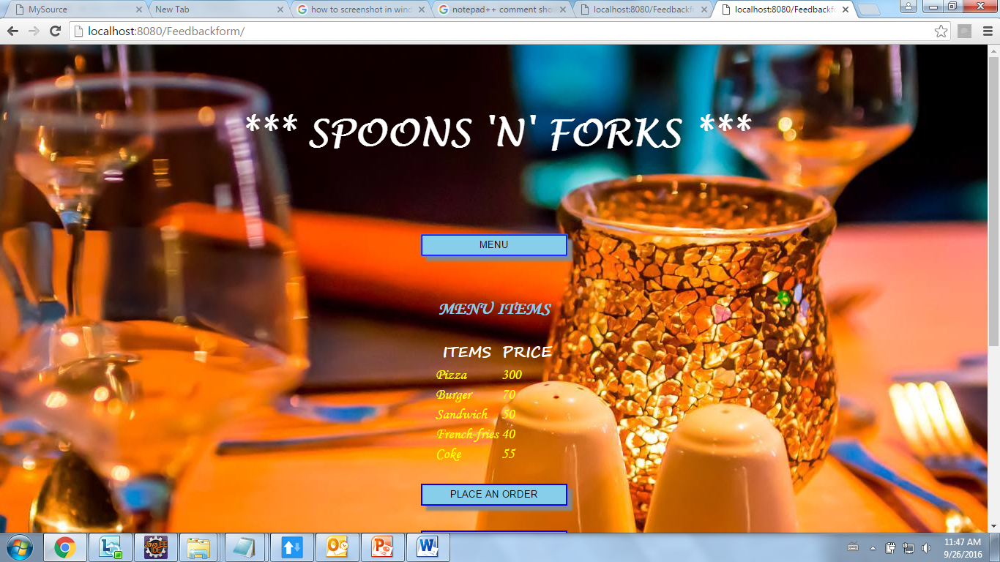 MySource
New Tab
how to screenshot in wind
notepad++ comment sho
localhost:8080/Feedbackf
localhost:8080/Feedbackf
localhost:8080/Feedbackform/
*** SPOONS 'N' FORKS ***
MENU
MENU ITEMS
ITEMS PRICE
Pizza 300
Burger 70
Sandwich 50
French-fries 40
Coke 55
PLACE AN ORDER
Java EE
IDE
11:47 AM
9/26/2016